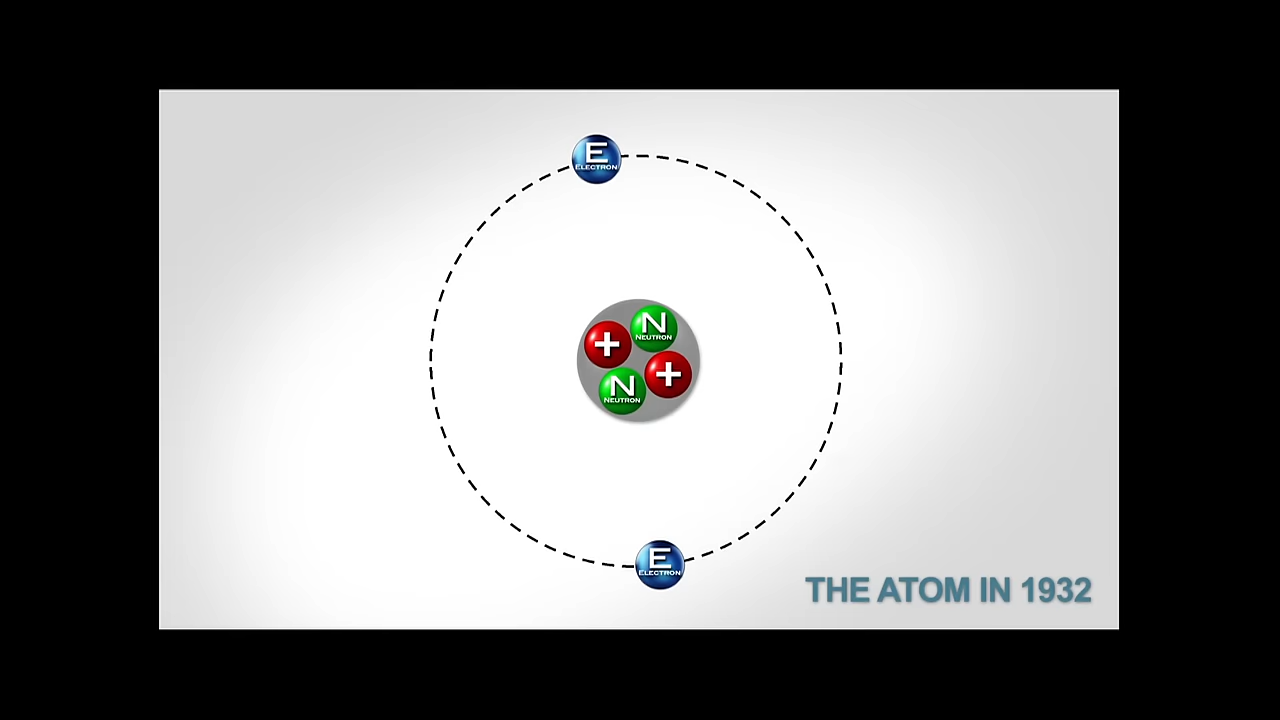 E
ELECTRON
N
NEUTRON
+
+
N
NEUTRON
E
ELECTRON
THE ATOM IN 1932